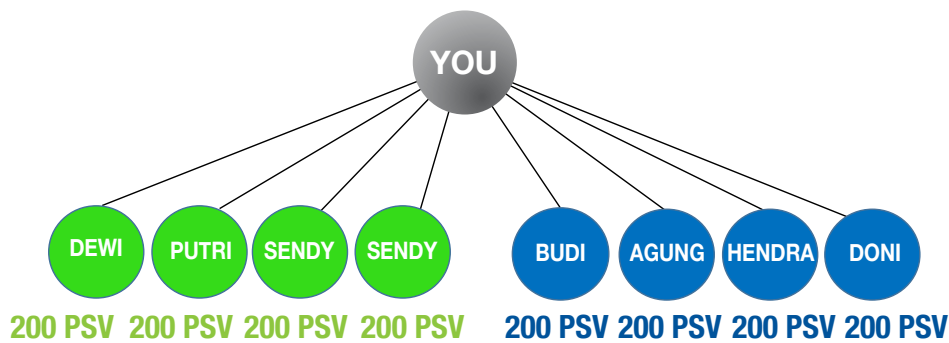 YOU
DEWI PUTRI SENDY SENDY BUDI AGUNG HENDRA DONI
200 PSV 200 PSV 200 PSV 200 PSV 200 PSV 200 PSV 200 PSV 200 PSV